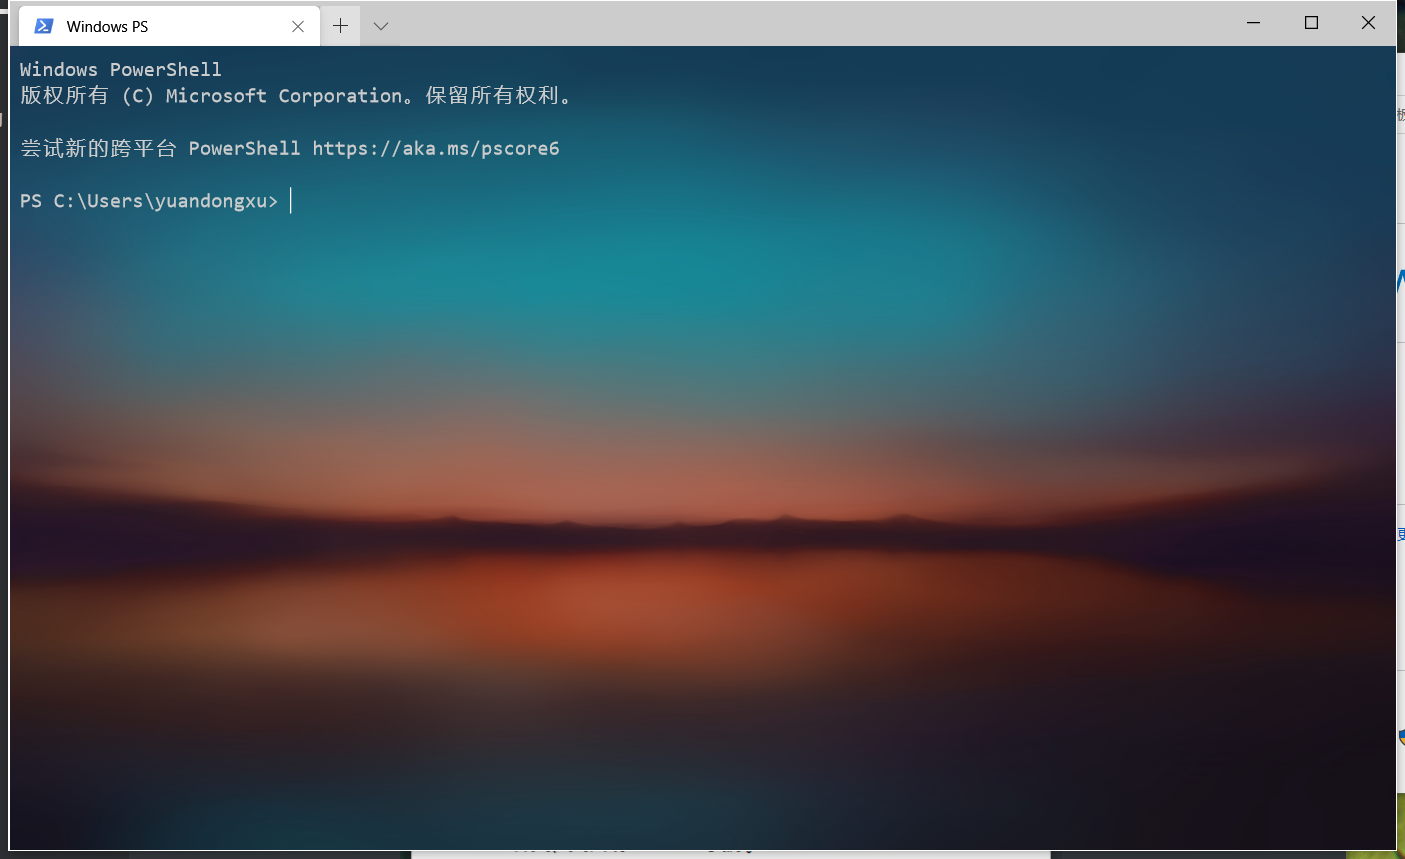 Windows PS
Windows PowerShell
版权所有 (C) Microsoft Corporation。保留所有权利。
尝试新的跨平台 PowerShell https://aka.ms/pscore6
PS C:\Users\yuandongxu>